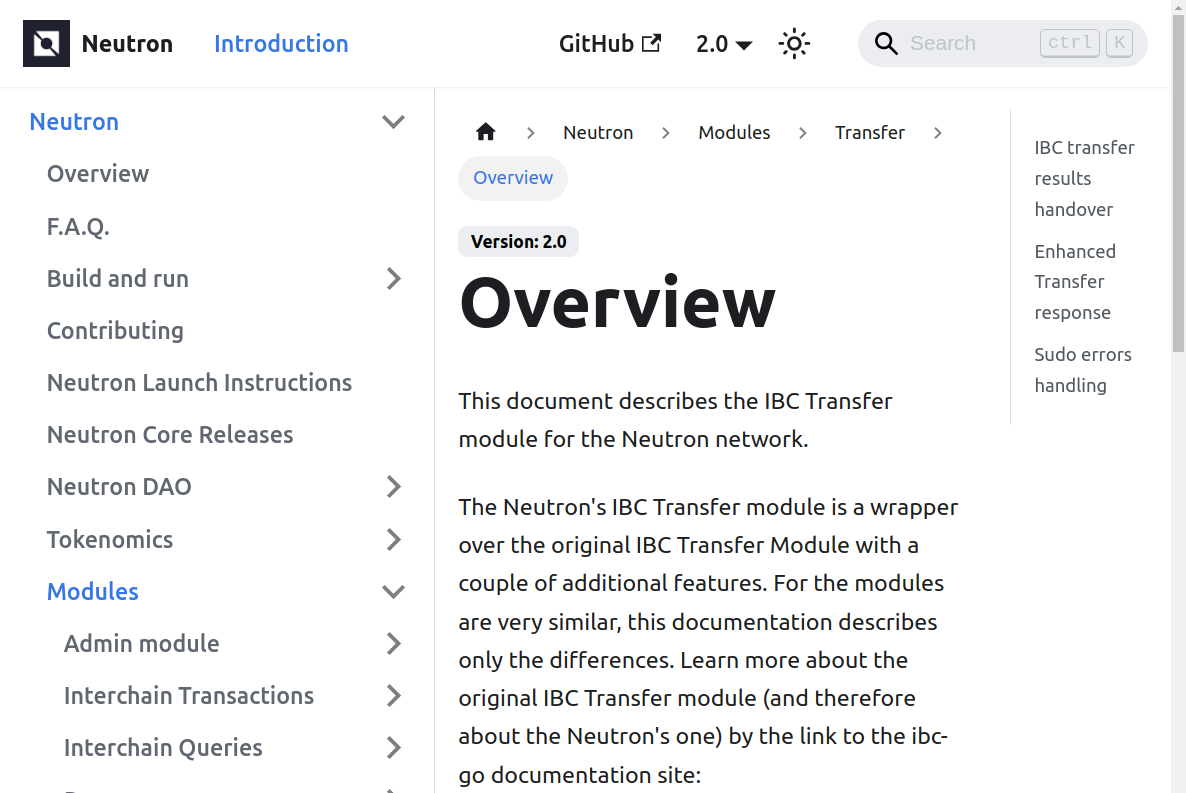 Neutron
Introduction
GitHub
2.0
Search
ctrl
K
Neutron
Overview
F.A.Q.
Build and run
Contributing
Neutron Launch Instructions
Neutron Core Releases
Neutron DAO
Tokenomics
Modules
Admin module
Interchain Transactions
Interchain Queries
Neutron
Modules
Transfer
Overview
Version: 2.0
Overview
This document describes the IBC Transfer
module for the Neutron network.
The Neutron's IBC Transfer module is a wrapper
over the original IBC Transfer Module with a
couple of additional features. For the modules
are very similar, this documentation describes
only the differences. Learn more about the
original IBC Transfer module (and therefore
about the Neutron's one) by the link to the ibc-
go documentation site:
IBC transfer
results
handover
Enhanced
Transfer
response
Sudo errors
handling